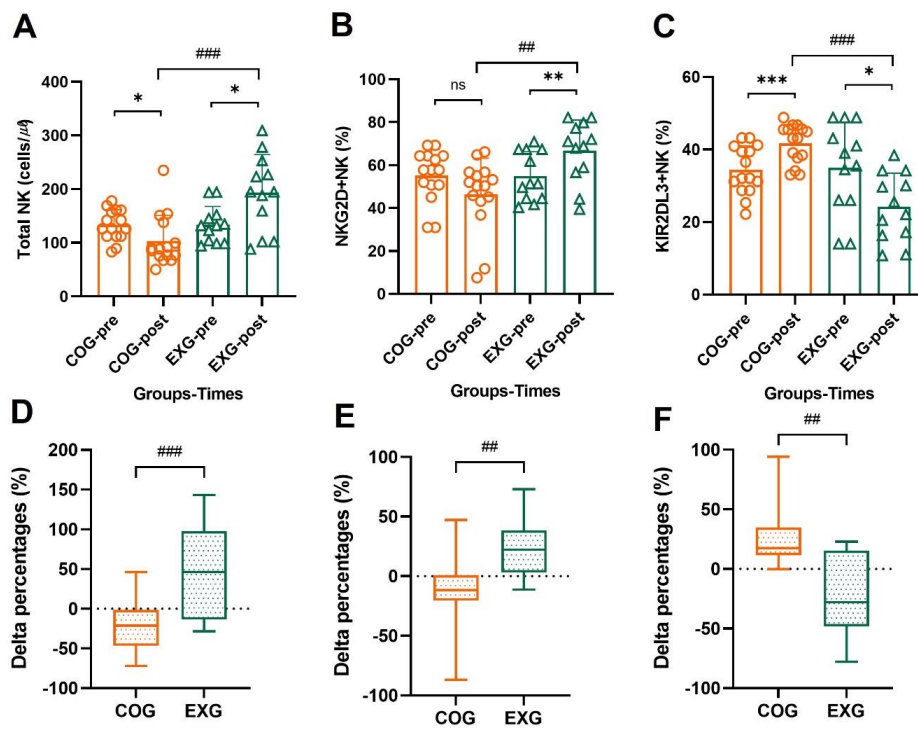 A
###
*
*
Total NK (cells/μl)
400
300
200
100
0
COG-pre
COG-post
EXG-pre
EXG-post
Groups-Times
B
##
ns
**
NKG2D+NK (%)
100
80
60
40
20
0
COG-pre
COG-post
EXG-pre
EXG-post
Groups-Times
C
###
***
*
KIR2DL3+NK (%)
60
40
20
0
COG-pre
COG-post
EXG-pre
EXG-post
Groups-Times
D
###
Delta percentages (%)
200
150
100
50
0
-50
-100
COG
EXG
E
##
Delta percentages (%)
100
50
0
-50
-100
COG
EXG
F
##
Delta percentages (%)
100
50
0
-50
-100
COG
EXG